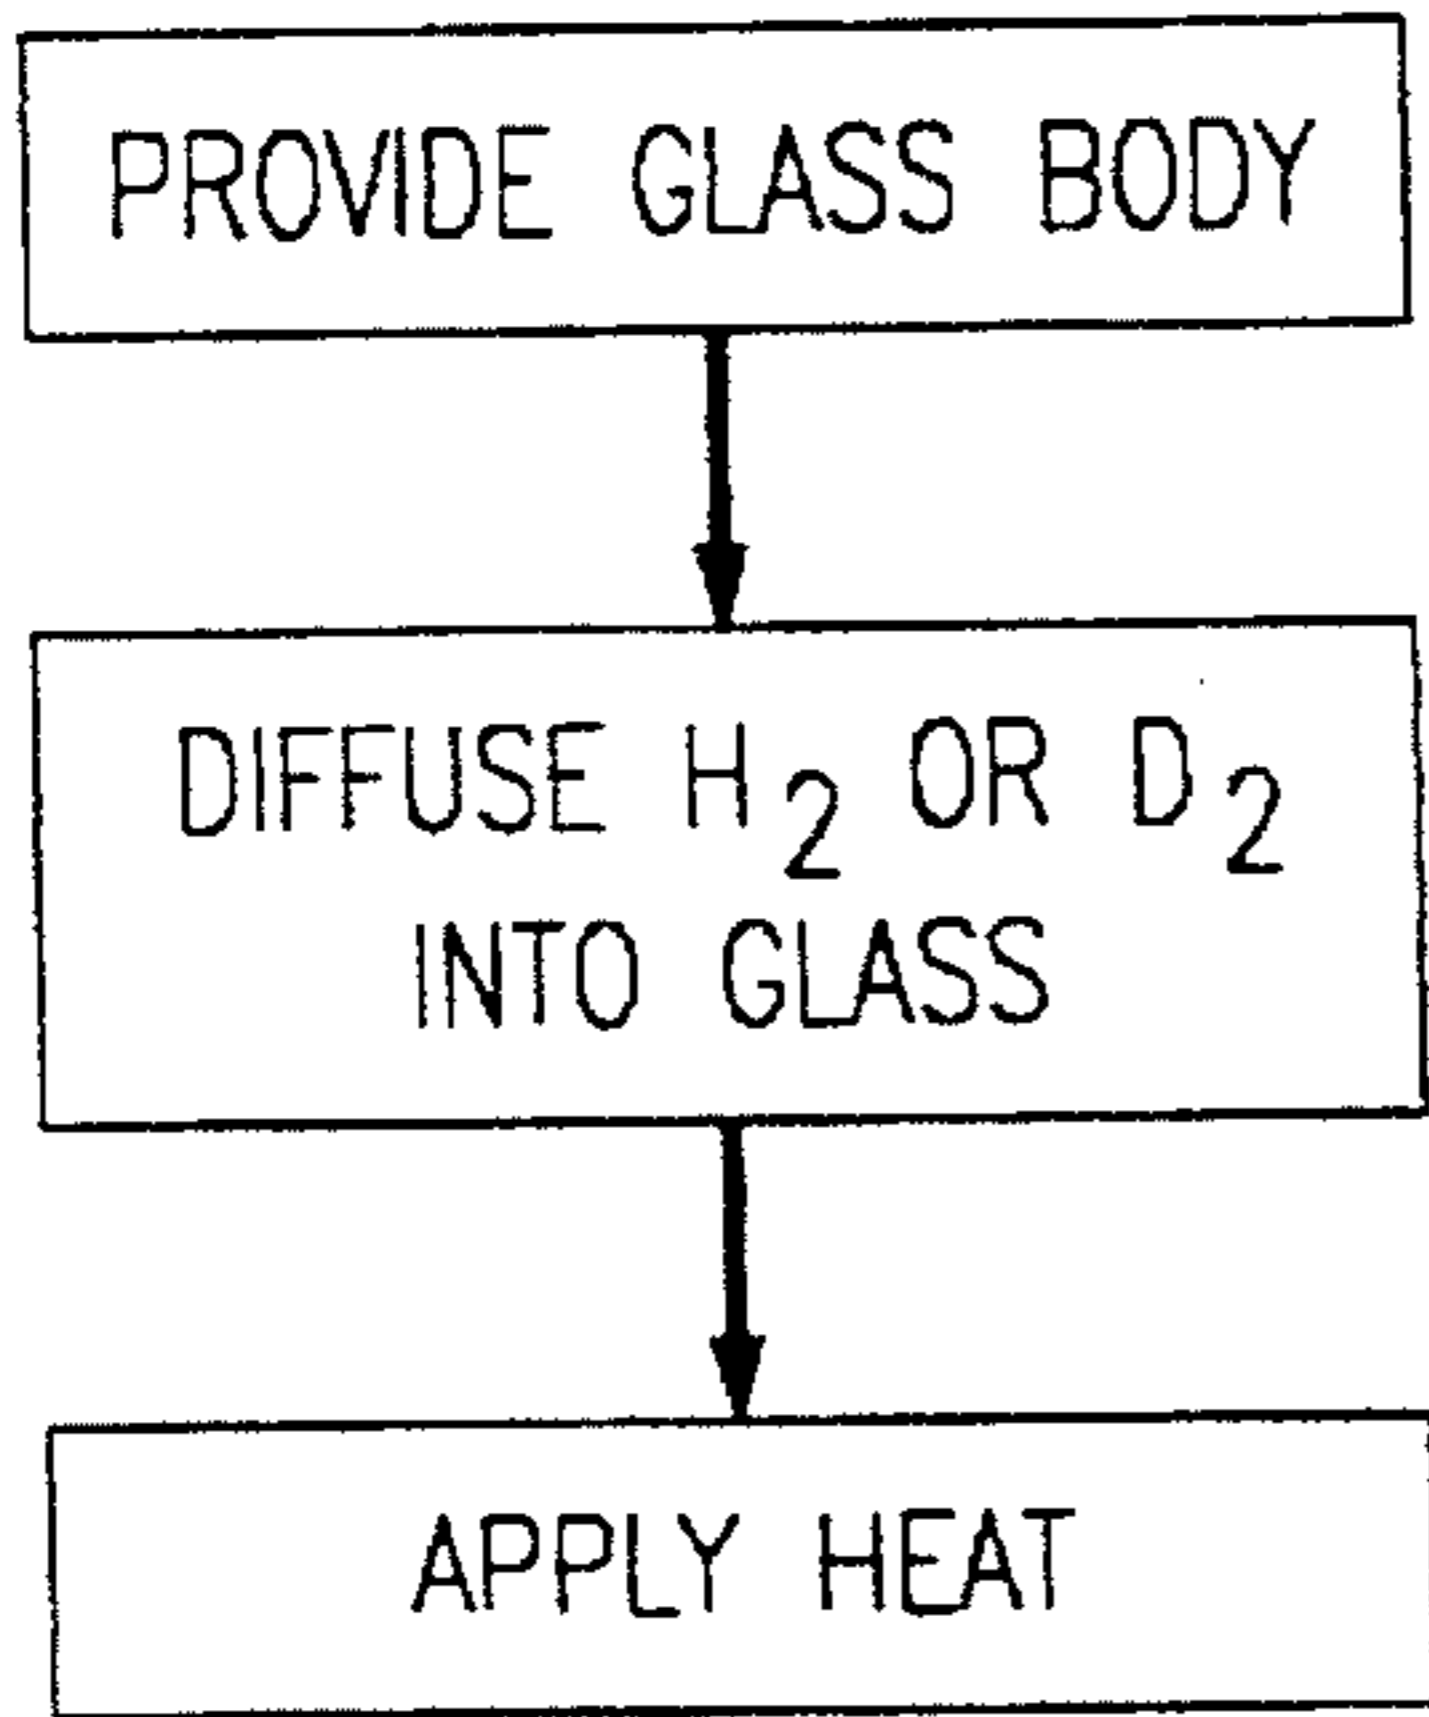 PROVIDE GLASS BODY
DIFFUSE H₂ OR D₂
INTO GLASS
APPLY HEAT